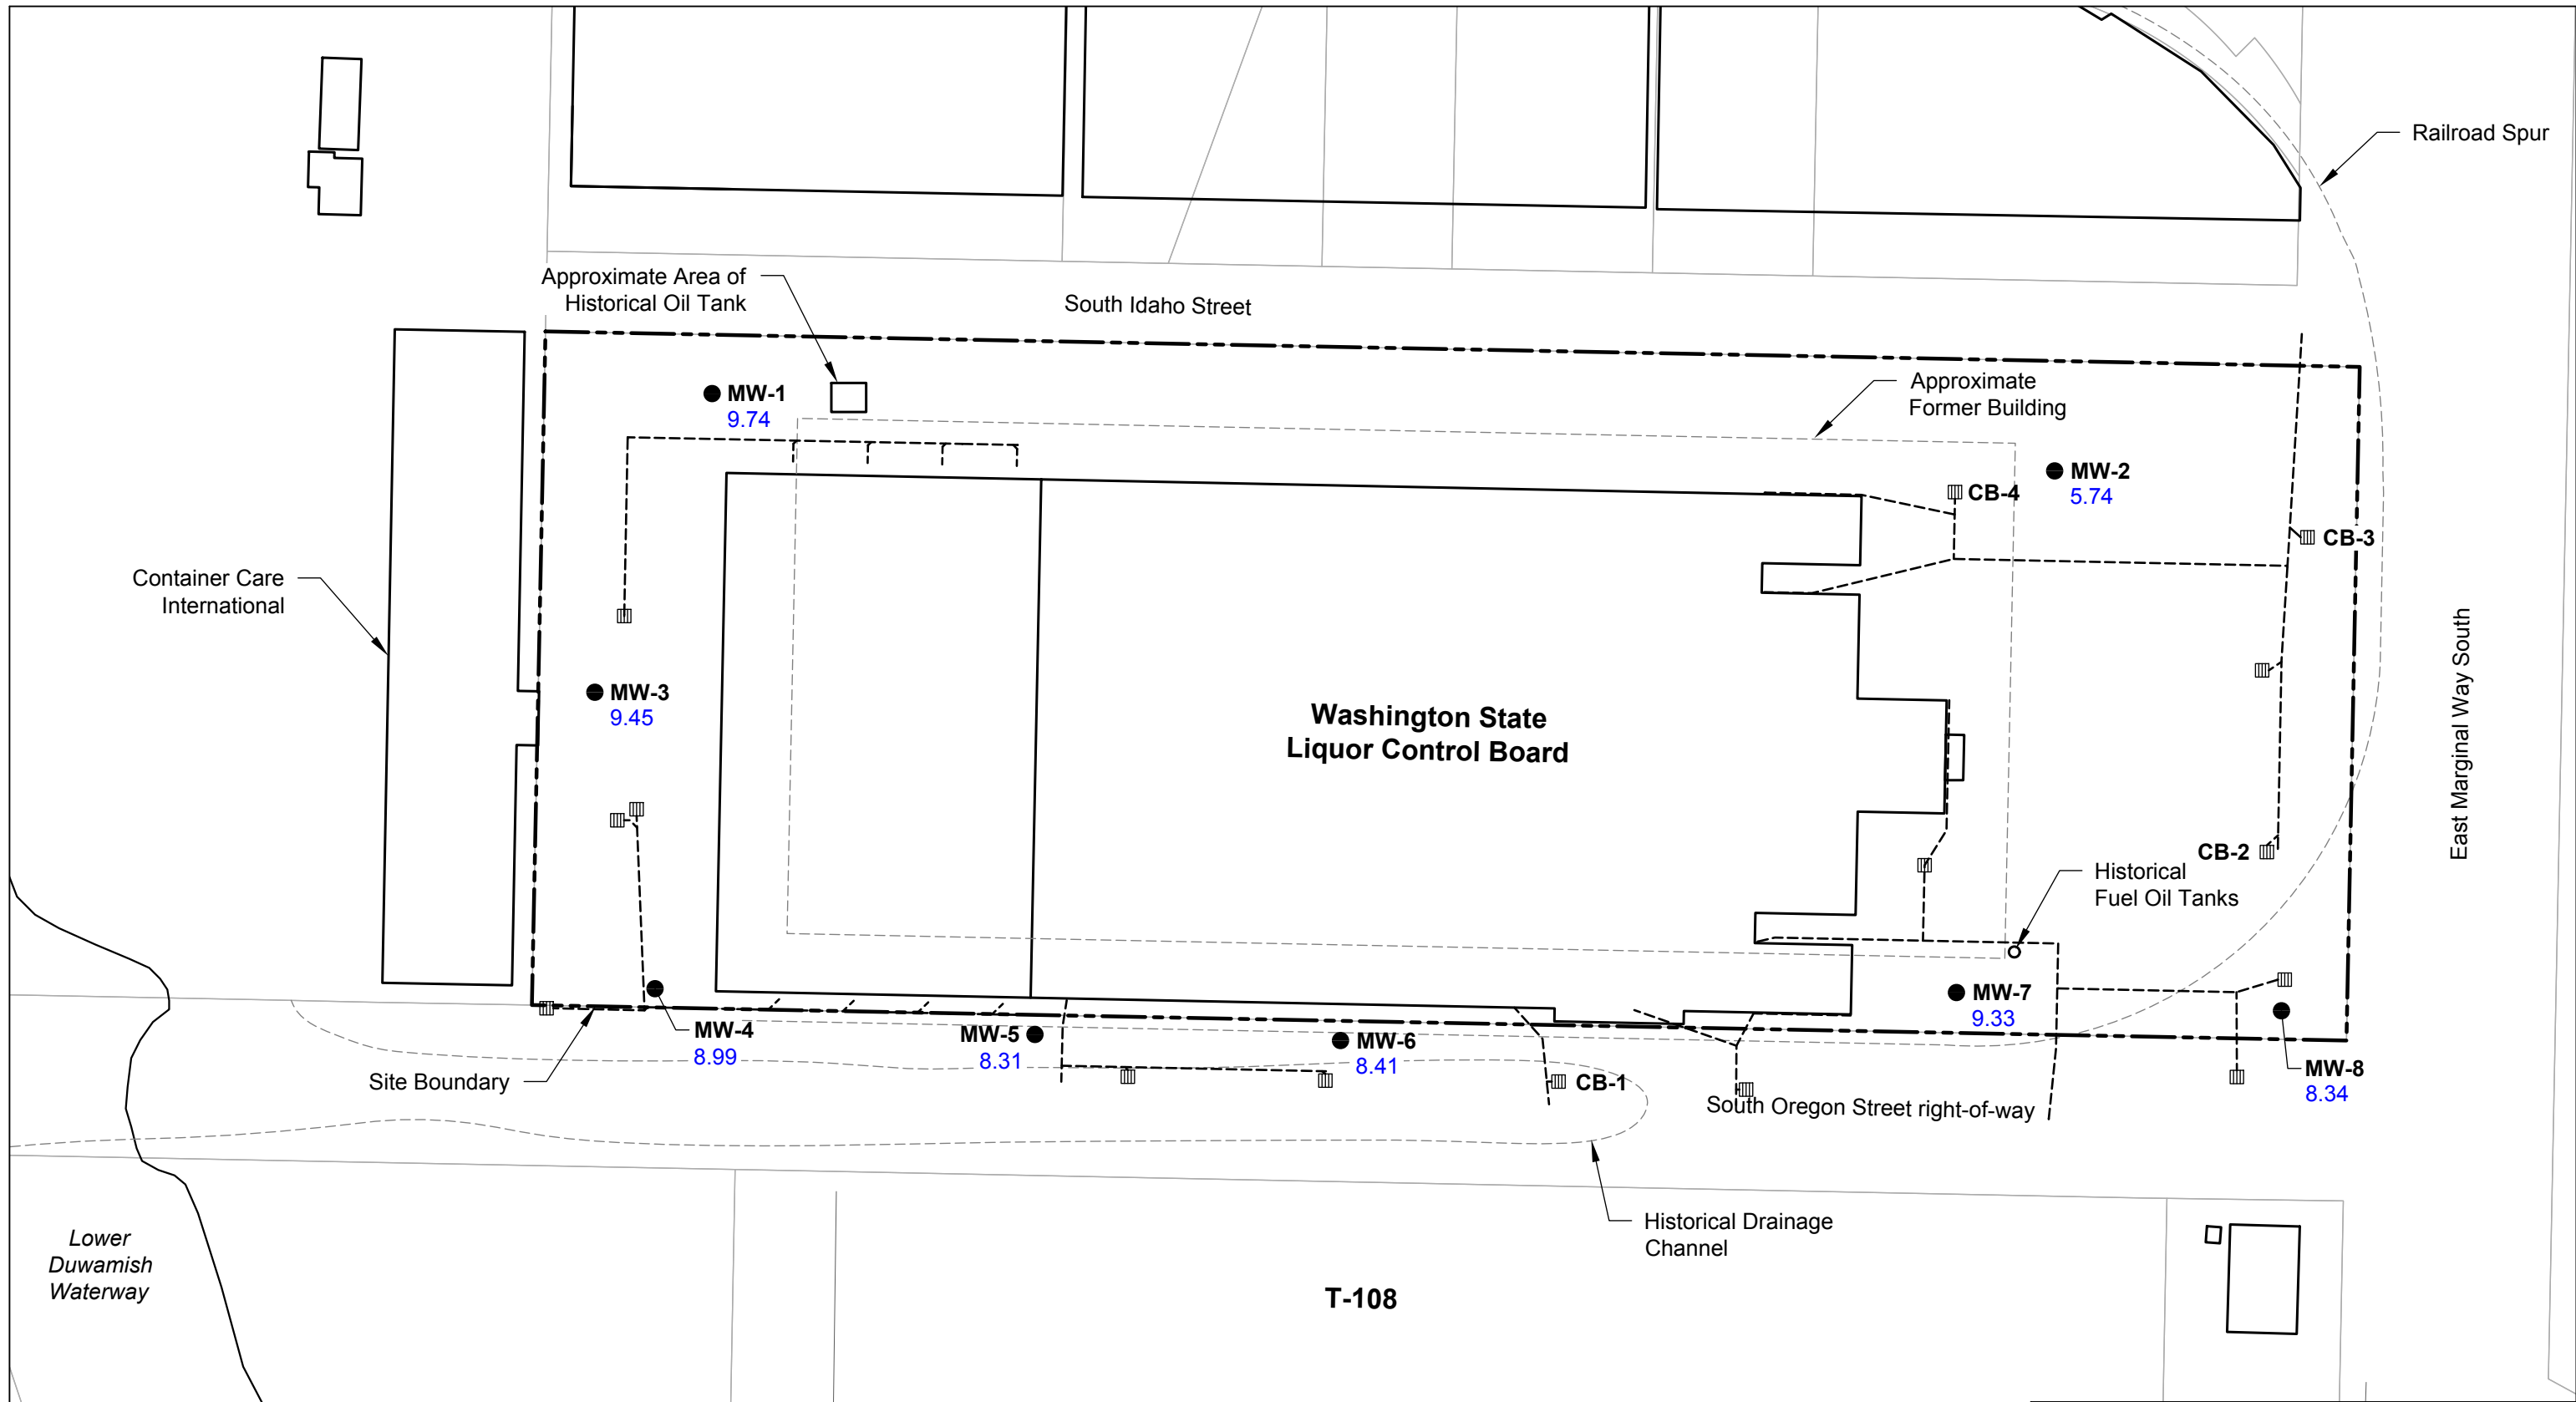 Railroad Spur
Approximate Area of
Historical Oil Tank
South Idaho Street
MW-1
9.74
Approximate
Former Building
MW-2
5.74
CB-4
CB-3
Container Care
International
MW-3
9.45
Washington State
Liquor Control Board
East Marginal Way South
CB-2
Historical
Fuel Oil Tanks
MW-7
9.33
MW-4
8.99
MW-5
8.31
MW-6
8.41
Site Boundary
CB-1
South Oregon Street right-of-way
MW-8
8.34
Historical Drainage
Channel
Lower
Duwamish
Waterway
T-108